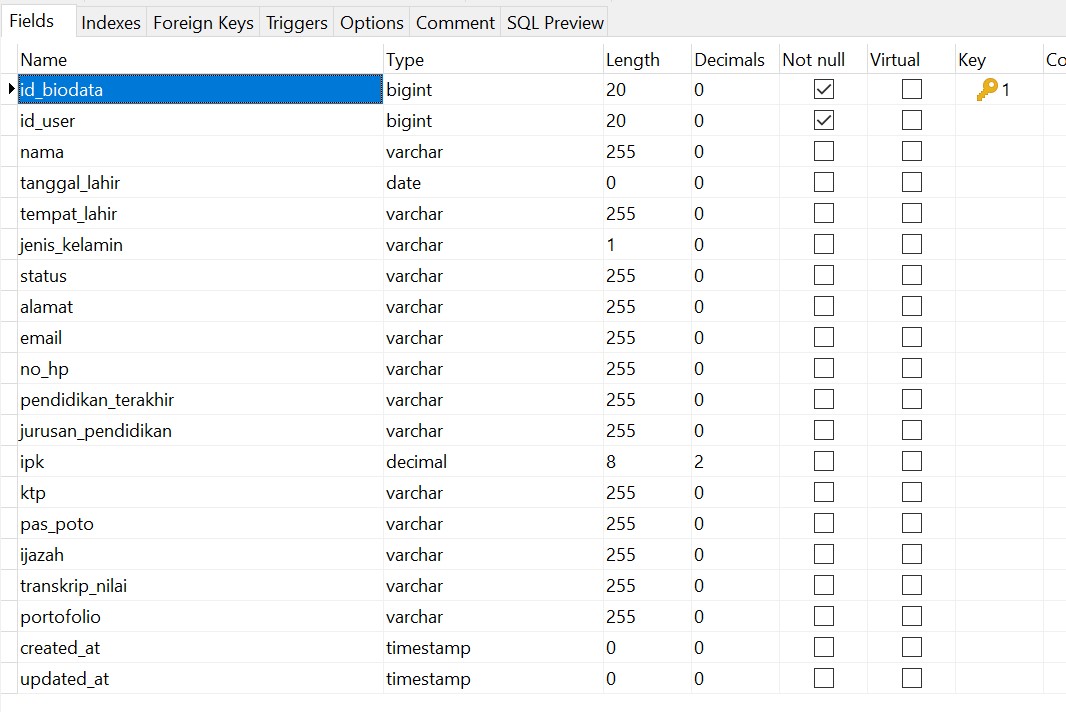 Fields Indexes Foreign Keys Triggers Options Comment SQL Preview
Name Type Length Decimals Not null Virtual Key Co
id_biodata bigint 20 0 1
id_user bigint 20 0
nama varchar 255 0
tanggal_lahir date 0 0
tempat_lahir varchar 255 0
jenis_kelamin varchar 1 0
status varchar 255 0
alamat varchar 255 0
email varchar 255 0
no_hp varchar 255 0
pendidikan_terakhir varchar 255 0
jurusan_pendidikan varchar 255 0
ipk decimal 8 2
ktp varchar 255 0
pas_poto varchar 255 0
ijazah varchar 255 0
transkrip_nilai varchar 255 0
portofolio varchar 255 0
created_at timestamp 0 0
updated_at timestamp 0 0